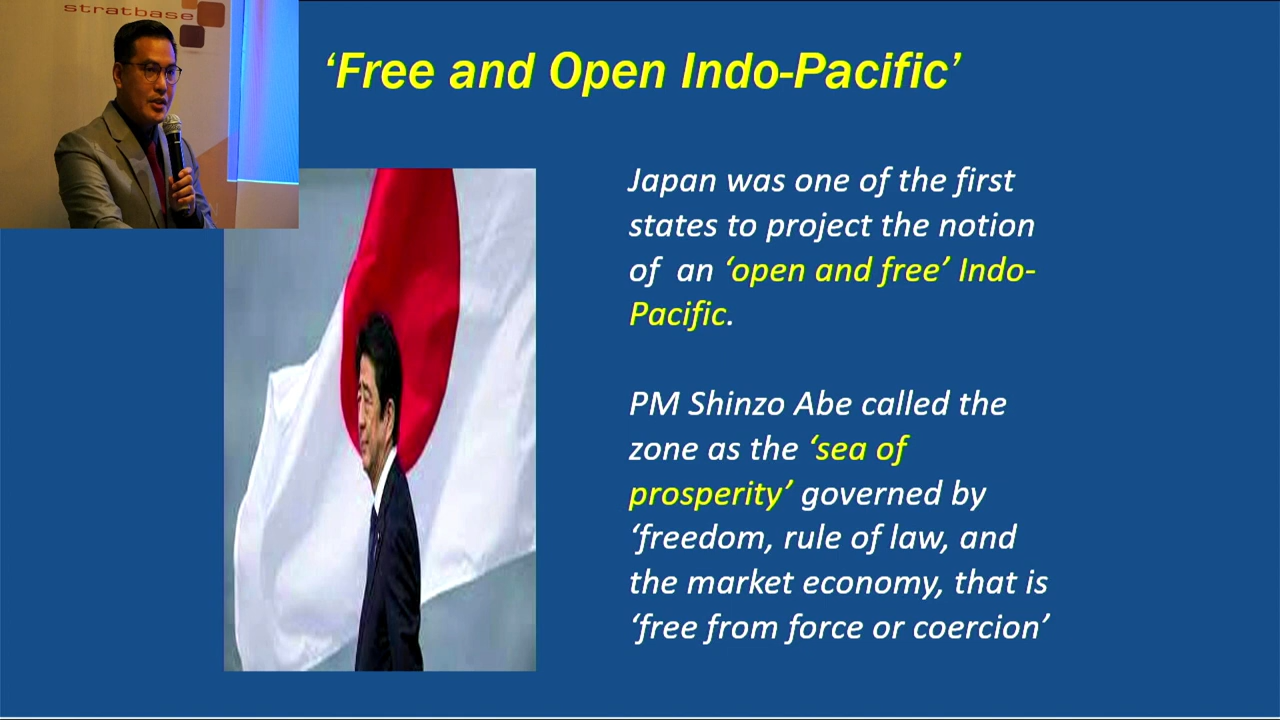 stratbase
‘Free and Open Indo-Pacific’
Japan was one of the first
states to project the notion
of  an ‘open and free’ Indo-
Pacific.
PM Shinzo Abe called the
zone as the ‘sea of
prosperity’ governed by
‘freedom, rule of law, and
the market economy, that is
‘free from force or coercion’